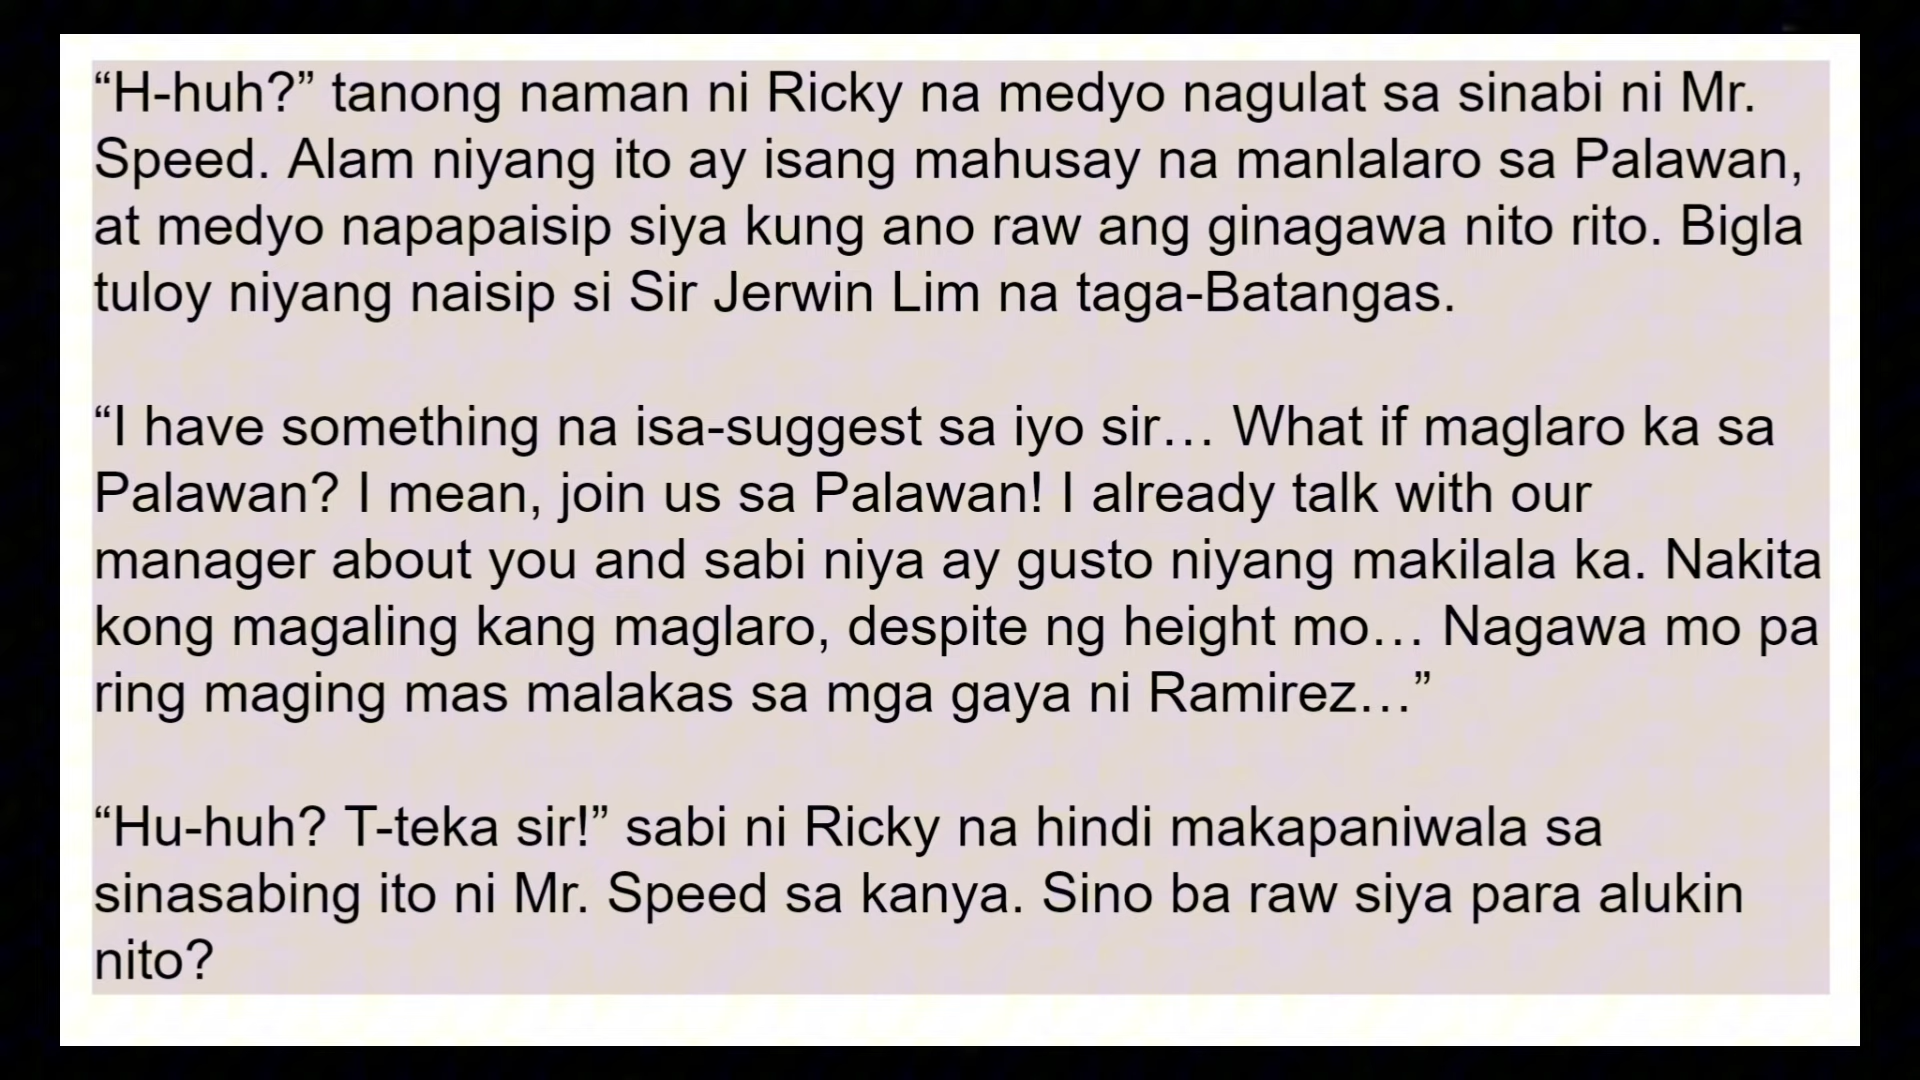 “H-huh?” tanong naman ni Ricky na medyo nagulat sa sinabi ni Mr.
Speed. Alam niyang ito ay isang mahusay na manlalaro sa Palawan,
at medyo napapaisip siya kung ano raw ang ginagawa nito rito. Bigla
tuloy niyang naisip si Sir Jerwin Lim na taga-Batangas.
“I have something na isa-suggest sa iyo sir… What if maglaro ka sa
Palawan? I mean, join us sa Palawan! I already talk with our
manager about you and sabi niya ay gusto niyang makilala ka. Nakita
kong magaling kang maglaro, despite ng height mo… Nagawa mo pa
ring maging mas malakas sa mga gaya ni Ramirez…”
“Hu-huh? T-teka sir!” sabi ni Ricky na hindi makapaniwala sa
sinasabing ito ni Mr. Speed sa kanya. Sino ba raw siya para alukin
nito?